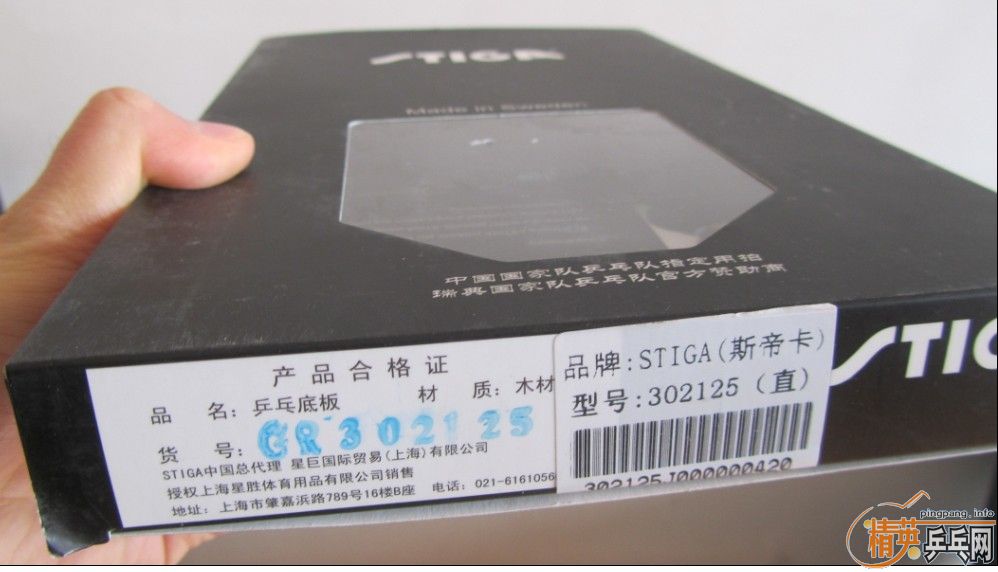 STIGA
Made in Sweden
中国国家队乒乓队指定用拍
瑞典国家队乒乓队官方赞助商
产品合格证
品 名：乒乓底板 材 质：木材
货 号：GR302125
STIGA中国总代理 星巨国际贸易(上海)有限公司
授权上海星胜体育用品有限公司销售
地址：上海市肇嘉浜路789号16楼B座 电话：021-6161056
品牌:STIGA(斯帝卡)
型号:302125（直）
302125J000000420
STIG
pingpang.info
精英乒乓网